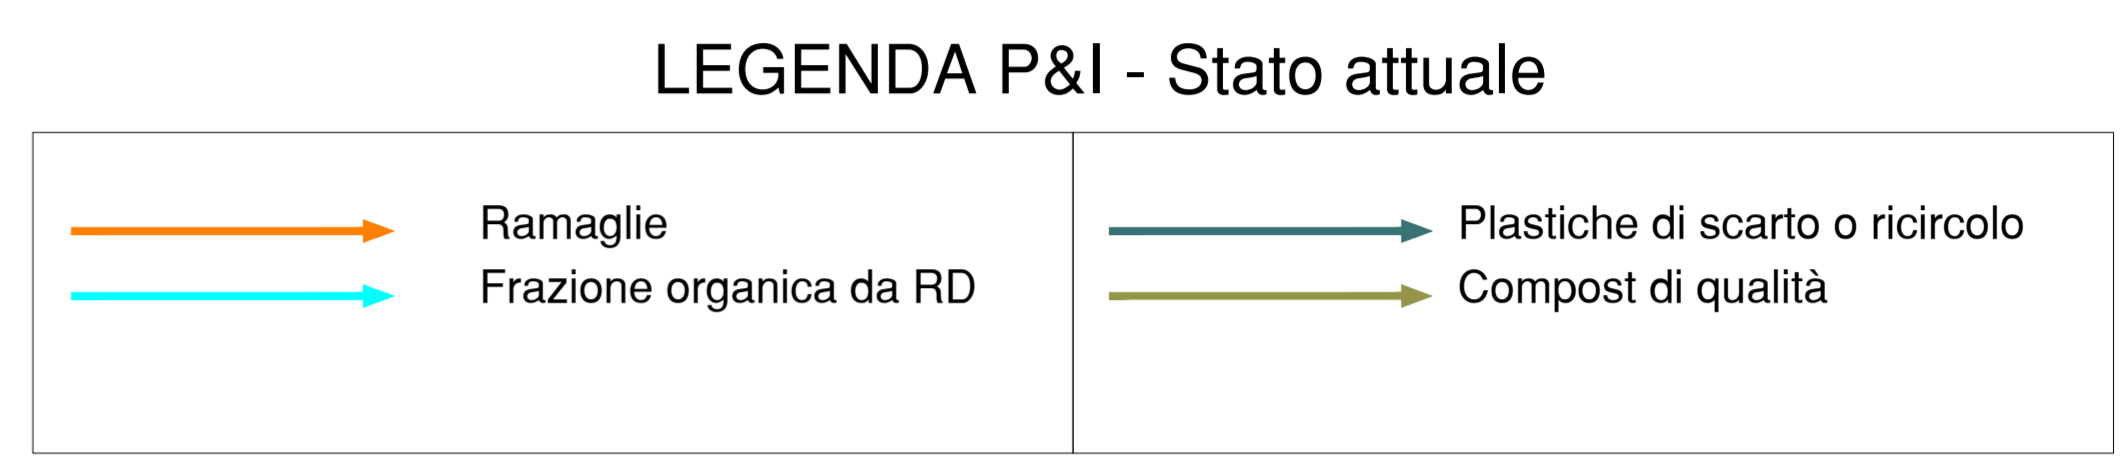 LEGENDA P&I - Stato attuale
Ramaglie
Frazione organica da RD
Plastiche di scarto o ricircolo
Compost di qualità